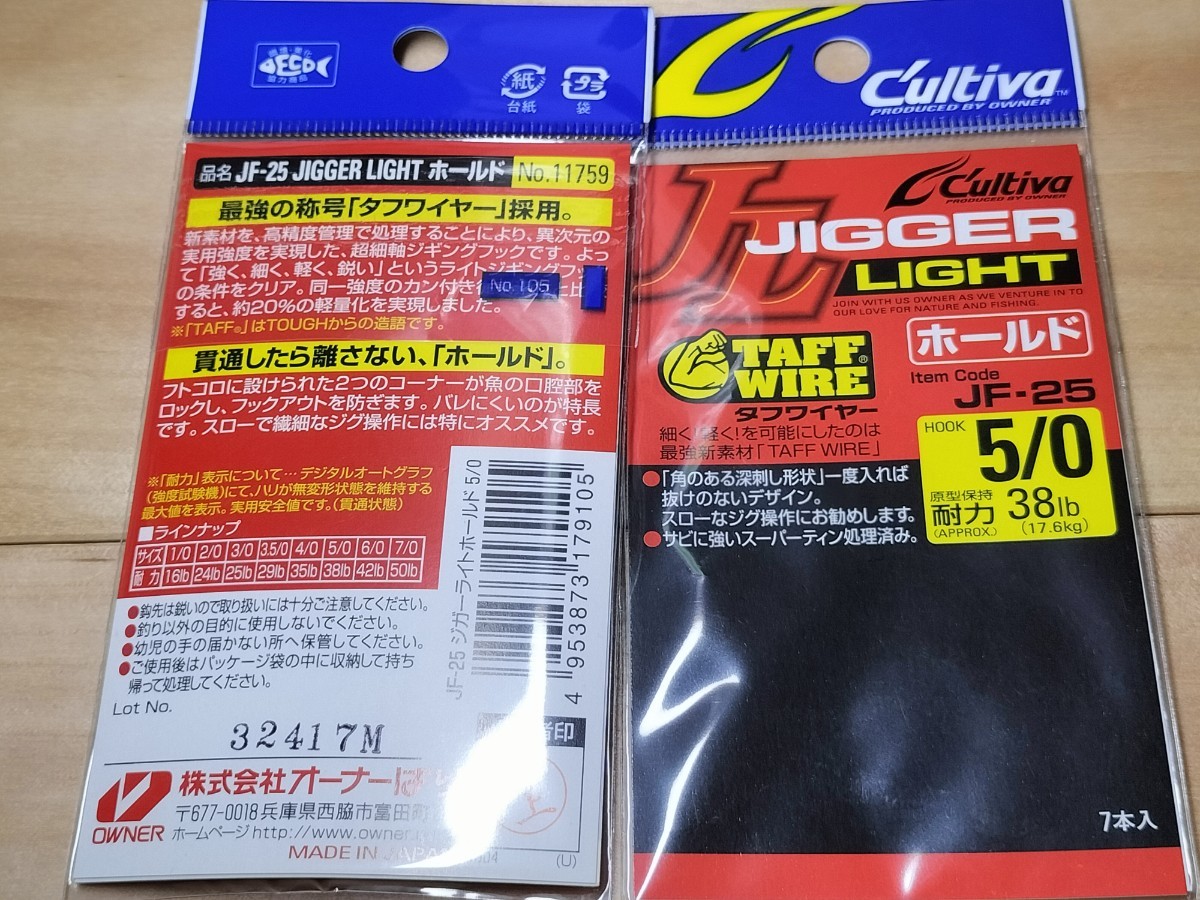 環境・美化
ECO
協力商品
紙
台紙
プラ
袋
品名 JF-25 JIGGER LIGHT ホールド No.11759
最強の称号「タフワイヤー」採用。
新素材を、高精度管理で処理することにより、異次元の
実用強度を実現した、超細軸ジギングフックです。よっ
て「強く、細く、軽く、鋭い」というライトジギングフッ
の条件をクリア。同一強度のカン付き
No.105
すると、約20%の軽量化を実現しました。
※「TAFF®」はTOUGHからの造語です。
貫通したら離さない、「ホールド」。
フトコロに設けられた2つのコーナーが魚の口腔部を
ロックし、フックアウトを防ぎます。バレにくいのが特長
です。スローで繊細なジグ操作には特にオススメです。
※「耐力」表示について…デジタルオートグラフ
(強度試験機)にて、ハリが無変形状態を維持する
最大値を表示。実用安全値です。(貫通状態)
■ラインナップ
サイズ 1/0 2/0 3/0 3.5/0 4/0 5/0 6/0 7/0
耐力 16lb 24lb 25lb 29lb 35lb 38lb 42lb 50lb
●鈎先は鋭いので取り扱いには十分ご注意してください。
●釣り以外の目的に使用しないでください。
●幼児の手の届かない所へ保管してください。
●ご使用後はパッケージ袋の中に収納して持ち
帰って処理してください。
Lot No.
32417M
JF-25 ジガーライトホールド 5/0
4 953873 179105
者印
株式会社オーナーば
〒677-0018 兵庫県西脇市富田町
OWNER
ホームページ http://www.owner.
MADE IN JAPAN
(U)
C'ultiva™
PRODUCED BY OWNER
C'ultiva
PRODUCED BY OWNER
JL
JIGGER
LIGHT
JOIN WITH US OWNER AS WE VENTURE IN TO
OUR LOVE FOR NATURE AND FISHING.
ホールド
TAFF
WIRE®
タフワイヤー
Item Code
JF-25
細く!軽く!を可能にしたのは
最強新素材「TAFF WIRE」
HOOK
5/0
原型保持
耐力
(APPROX.)
38lb
(17.6kg)
●「角のある深刺し形状」一度入れば
抜けのないデザイン。
スローなジグ操作にお勧めします。
●サビに強いスーパーティン処理済み。
7本入